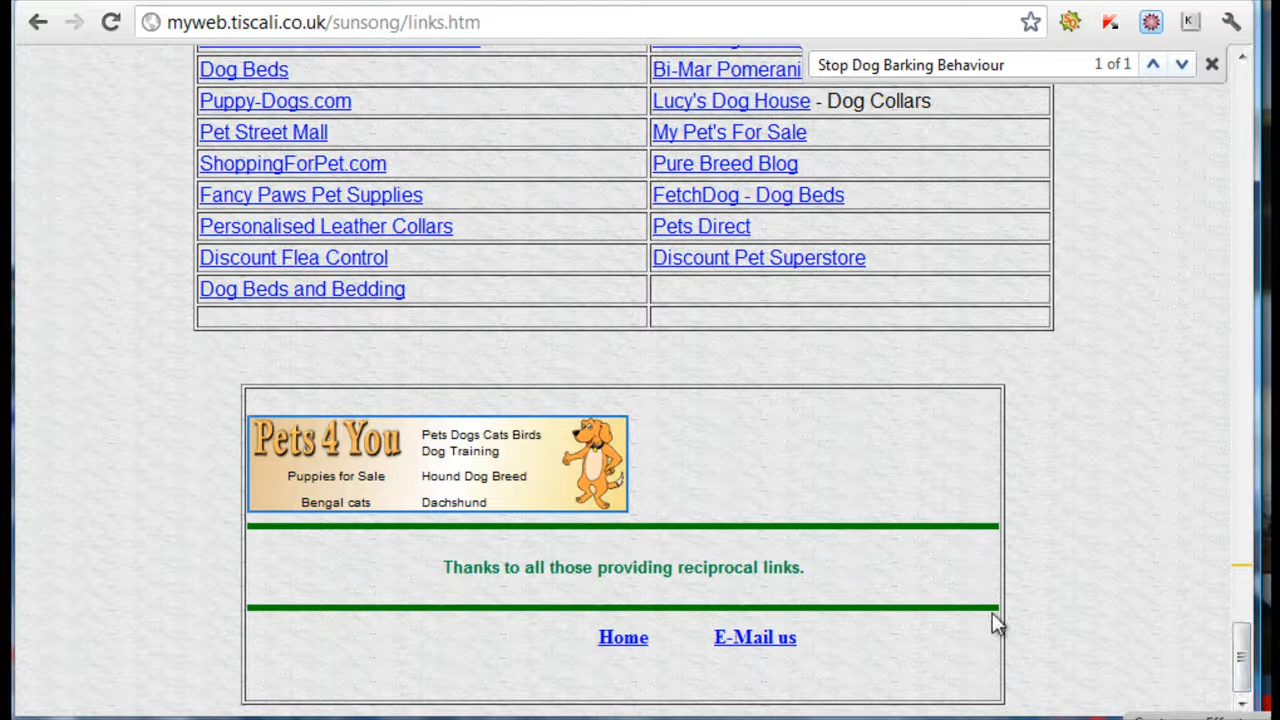 myweb.tiscali.co.uk/sunsong/links.htm
Stop Dog Barking Behaviour 1 of 1
Dog Beds
Bi-Mar Pomerani
Puppy-Dogs.com
Lucy's Dog House - Dog Collars
Pet Street Mall
My Pet's For Sale
ShoppingForPet.com
Pure Breed Blog
Fancy Paws Pet Supplies
FetchDog - Dog Beds
Personalised Leather Collars
Pets Direct
Discount Flea Control
Discount Pet Superstore
Dog Beds and Bedding
Pets 4 You
Pets Dogs Cats Birds
Dog Training
Puppies for Sale
Hound Dog Breed
Bengal cats
Dachshund
Thanks to all those providing reciprocal links.
Home
E-Mail us